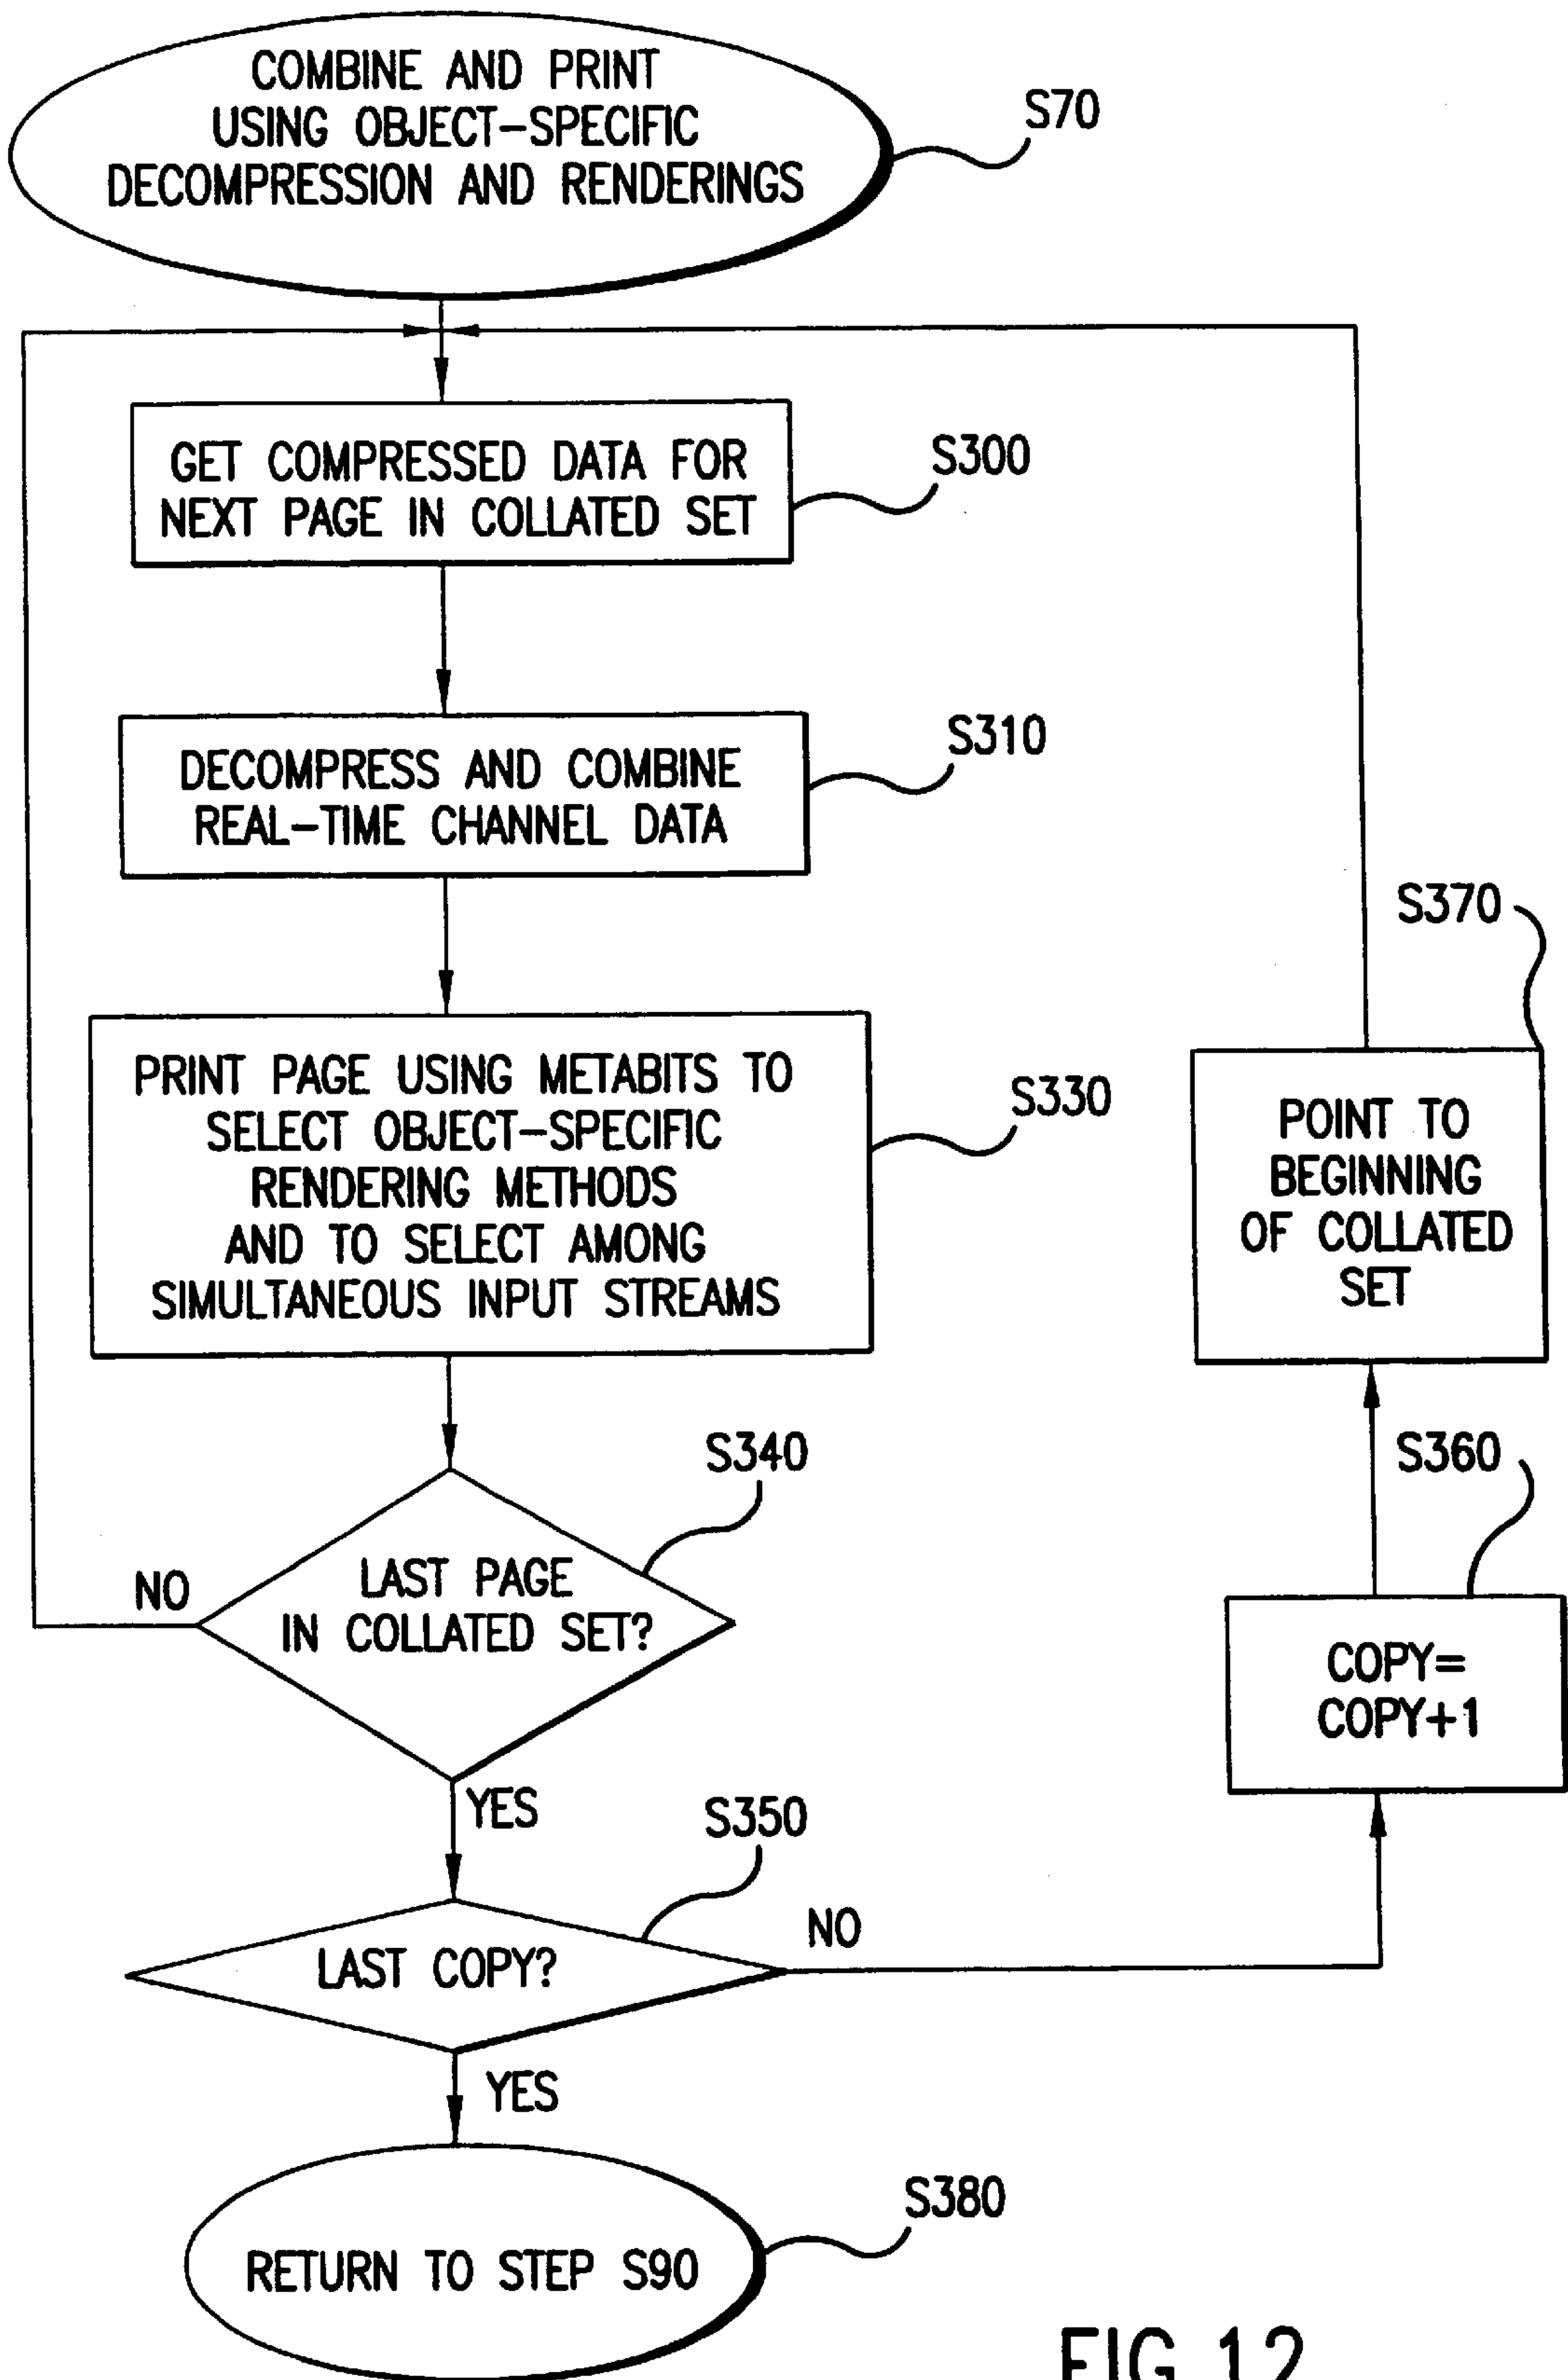 COMBINE AND PRINT
USING OBJECT-SPECIFIC
DECOMPRESSION AND RENDERINGS
S70
GET COMPRESSED DATA FOR
NEXT PAGE IN COLLATED SET
S300
DECOMPRESS AND COMBINE
REAL-TIME CHANNEL DATA
S310
PRINT PAGE USING METABITS TO
SELECT OBJECT-SPECIFIC
RENDERING METHODS
AND TO SELECT AMONG
SIMULTANEOUS INPUT STREAMS
S330
LAST PAGE
IN COLLATED SET?
S340
NO
YES
LAST COPY?
S350
NO
YES
COPY=
COPY+1
S360
POINT TO
BEGINNING
OF COLLATED
SET
S370
RETURN TO STEP S90
S380
FIG.12